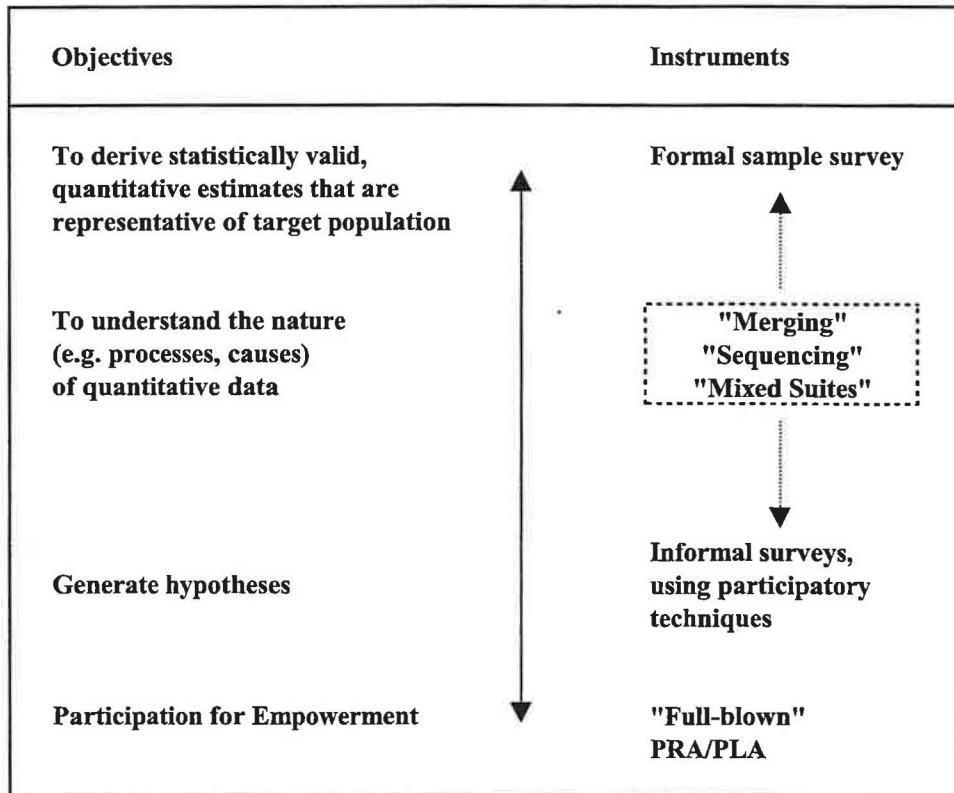 Objectives
Instruments
To derive statistically valid,
quantitative estimates that are
representative of target population
Formal sample survey
To understand the nature
(e.g. processes, causes)
of quantitative data
"Merging"
"Sequencing"
"Mixed Suites"
Generate hypotheses
Informal surveys,
using participatory
techniques
Participation for Empowerment
"Full-blown"
PRA/PLA